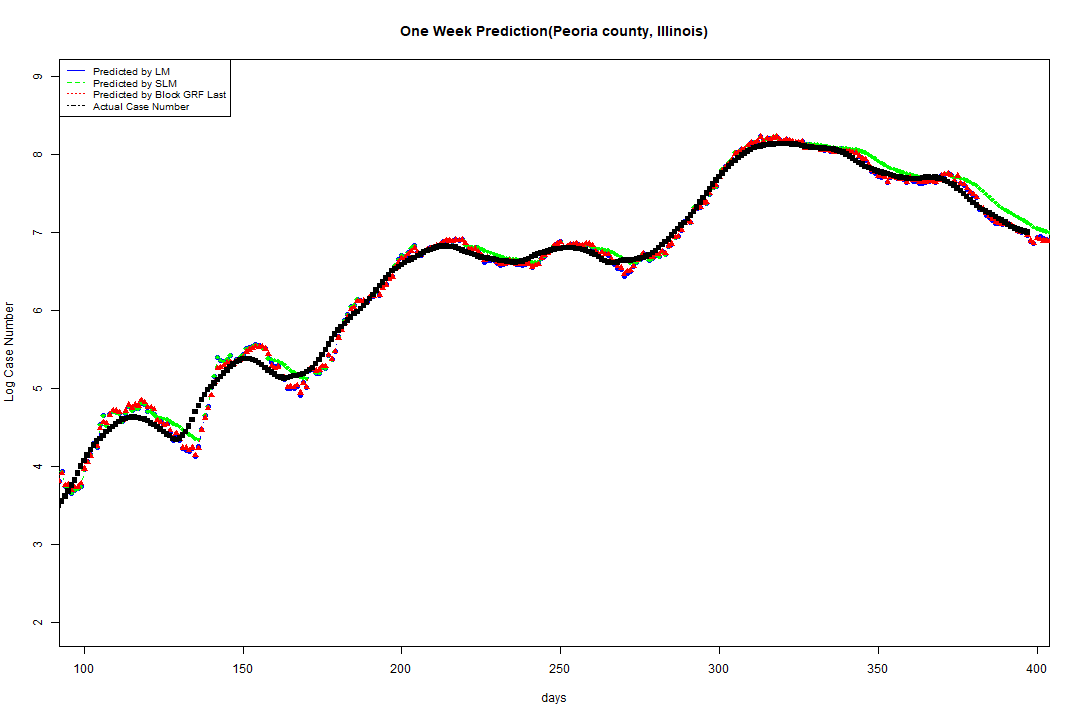 One Week Prediction(Peoria county, Illinois)
Predicted by LM
Predicted by SLM
Predicted by Block GRF Last
Actual Case Number
9
8
7
6
5
4
3
2
Log Case Number
100 150 200 250 300 350 400
days